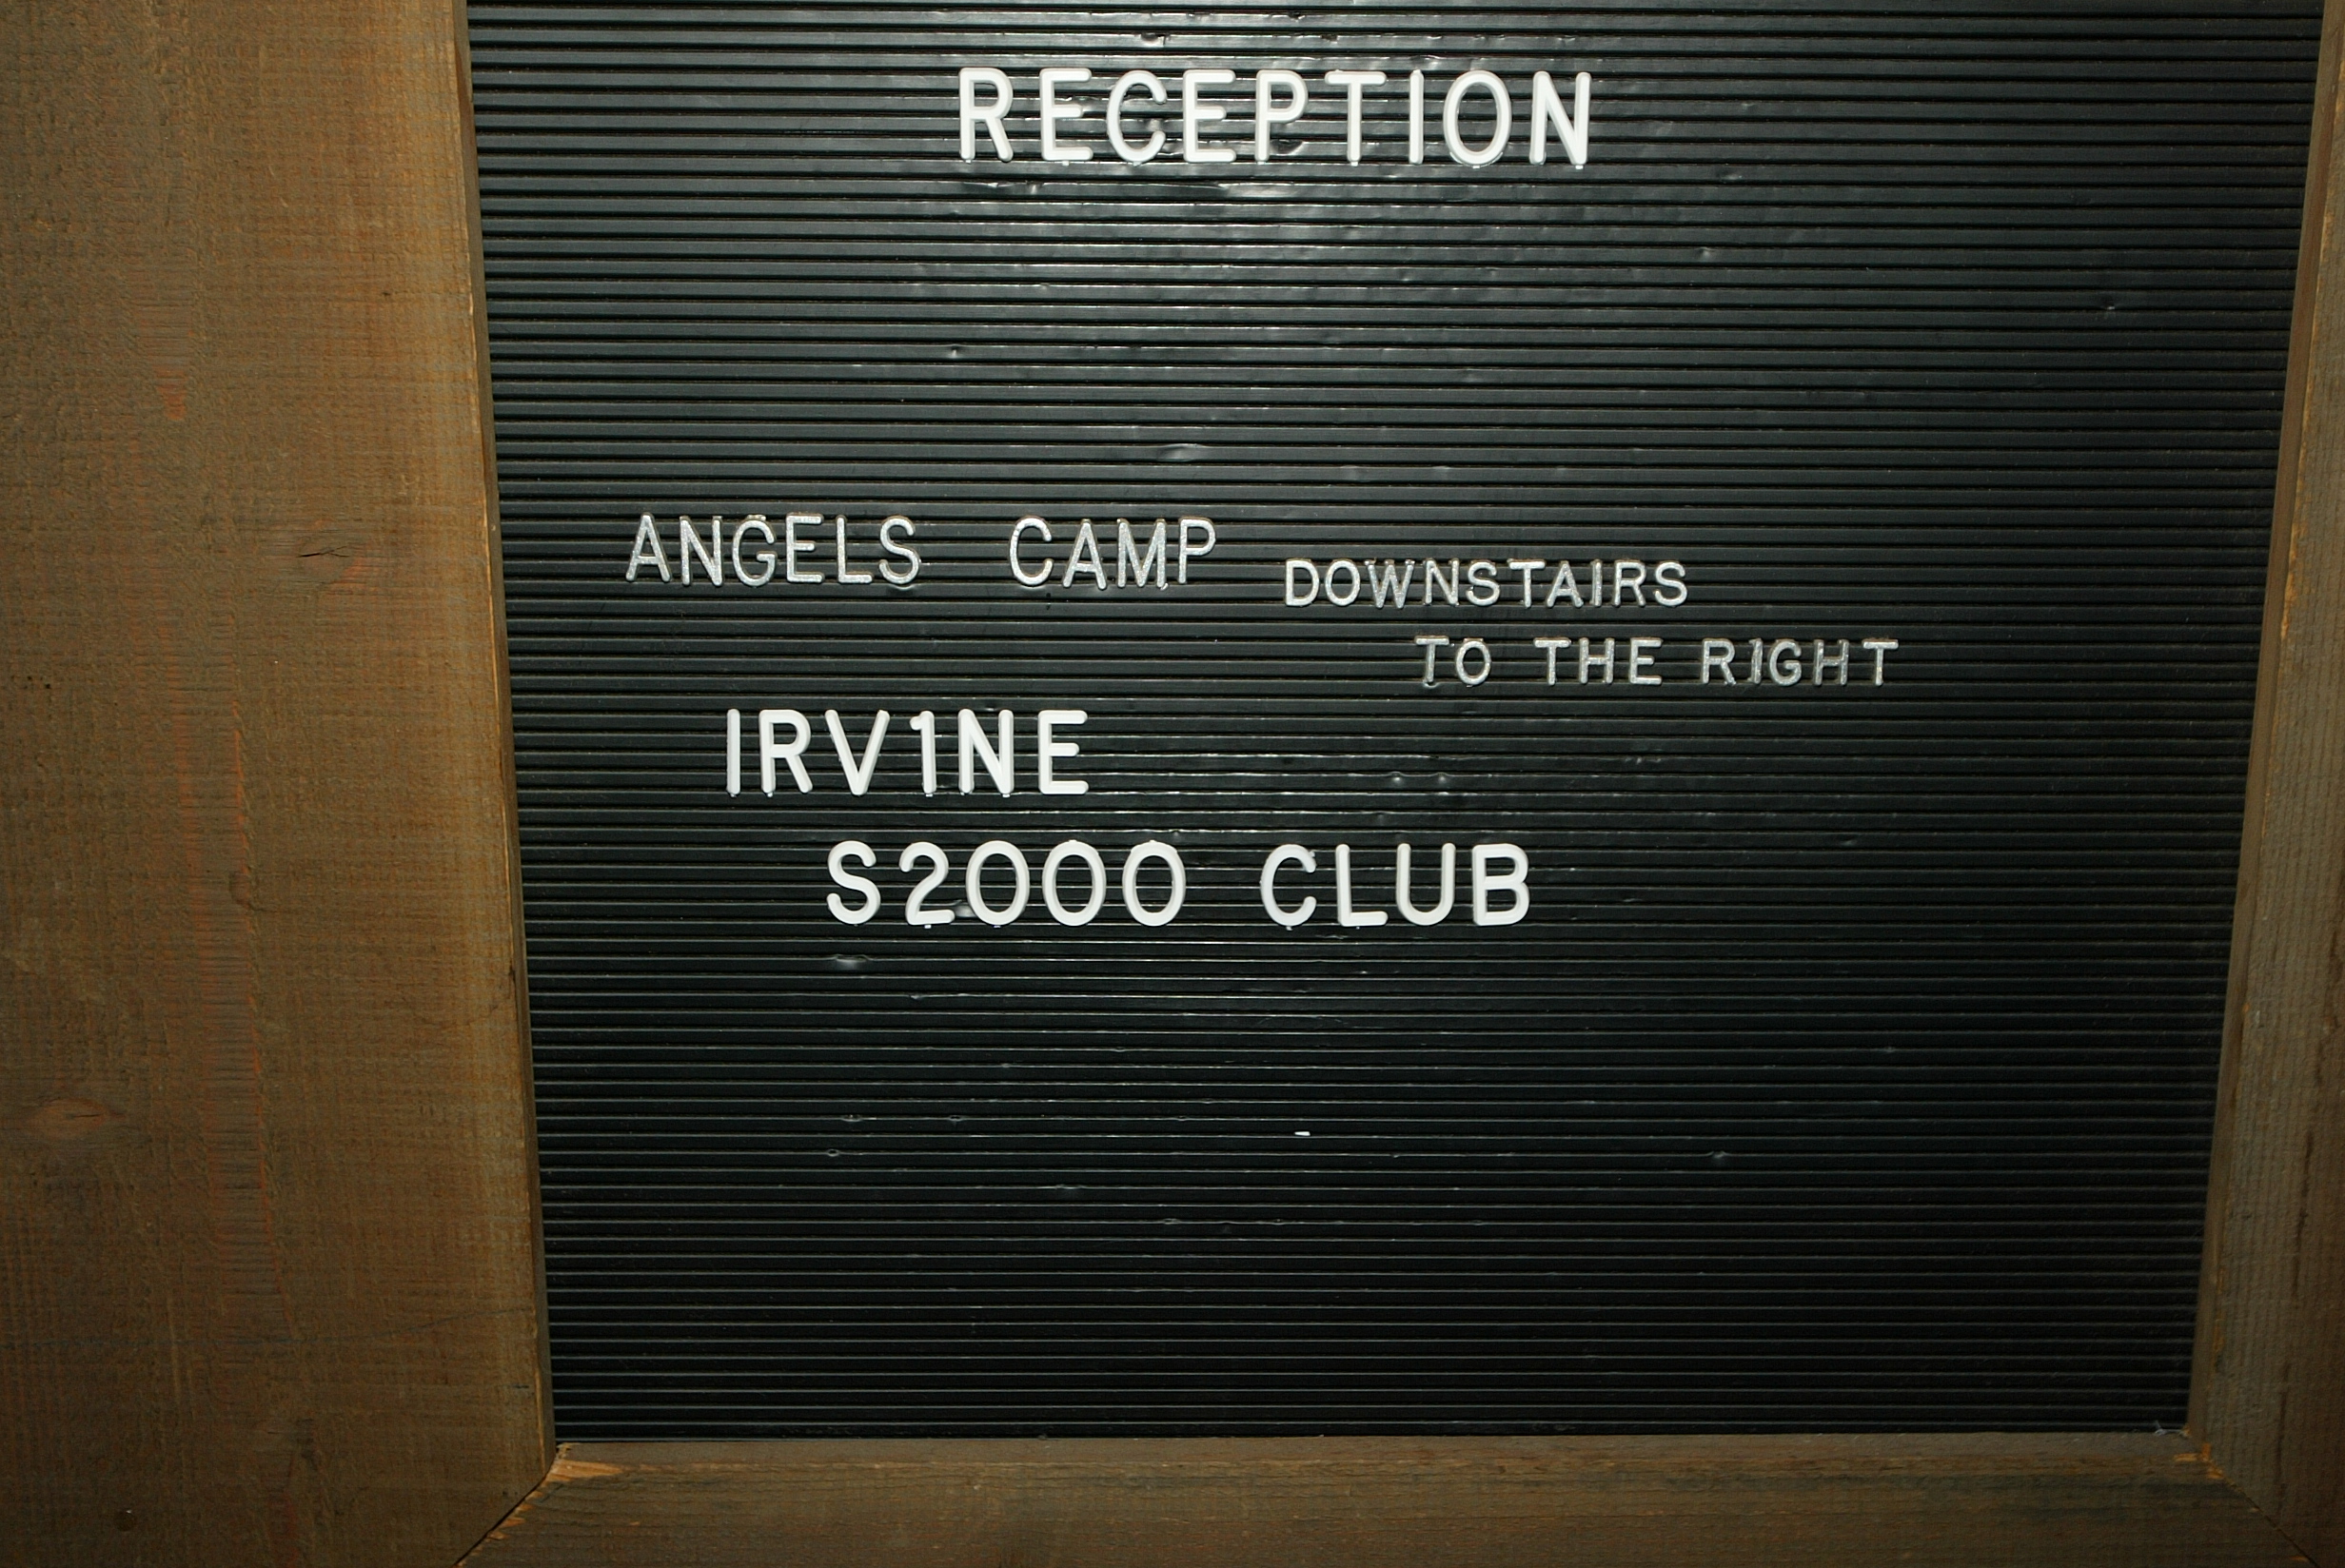 RECEPTION
ANGELS CAMP DOWNSTAIRS
TO THE RIGHT
IRV1NE
S2000 CLUB